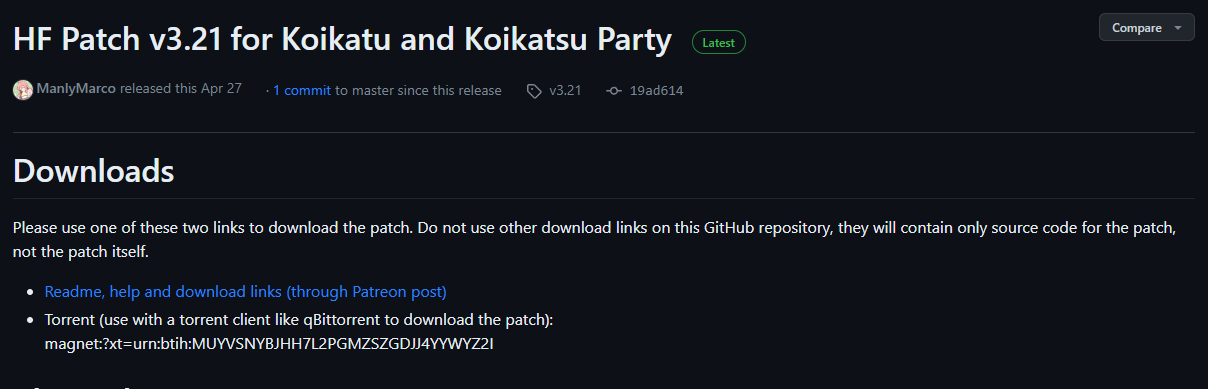 HF Patch v3.21 for Koikatu and Koikatsu Party Latest Compare
ManlyMarco released this Apr 27 · 1 commit to master since this release v3.21 19ad614
Downloads
Please use one of these two links to download the patch. Do not use other download links on this GitHub repository, they will contain only source code for the patch,
not the patch itself.
• Readme, help and download links (through Patreon post)
• Torrent (use with a torrent client like qBittorrent to download the patch):
magnet:?xt=urn:btih:MUYVSNYBJHH7L2PGMZSZGDJJ4YYWYZ2I